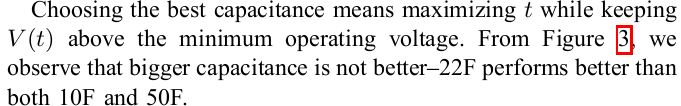 Choosing the best capacitance means maximizing t while keeping
V(t) above the minimum operating voltage. From Figure 3, we
observe that bigger capacitance is not better–22F performs better than
both 10F and 50F.